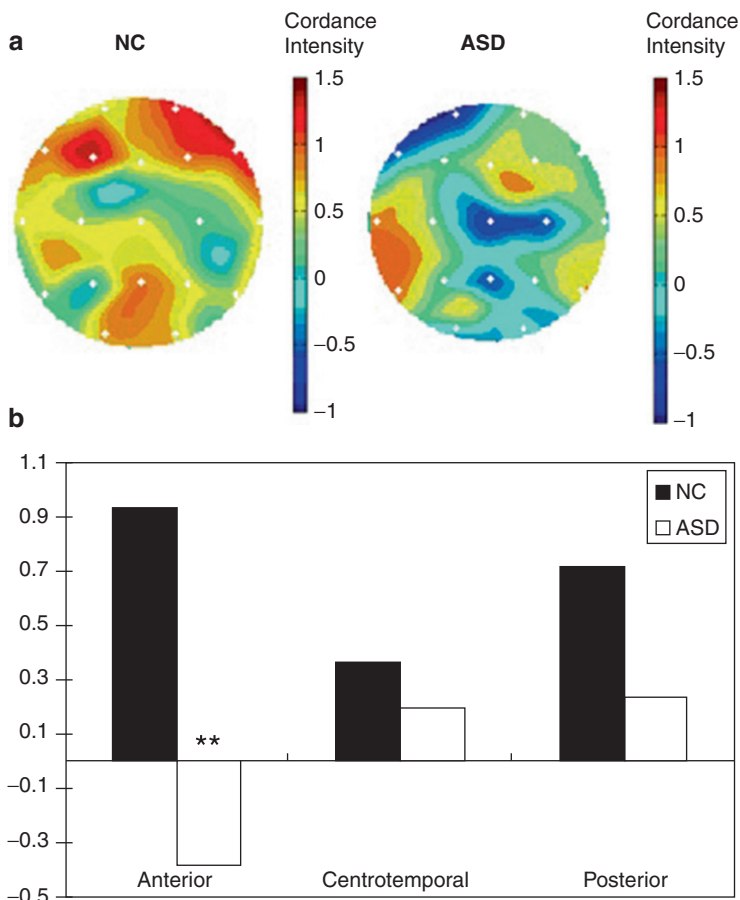 a
NC
Cordance
Intensity
1.5
1
0.5
0
−0.5
−1
ASD
Cordance
Intensity
1.5
1
0.5
0
−0.5
−1
b
1.1
0.9
0.7
0.5
0.3
0.1
−0.1
−0.3
−0.5
NC
ASD
**
Anterior
Centrotemporal
Posterior